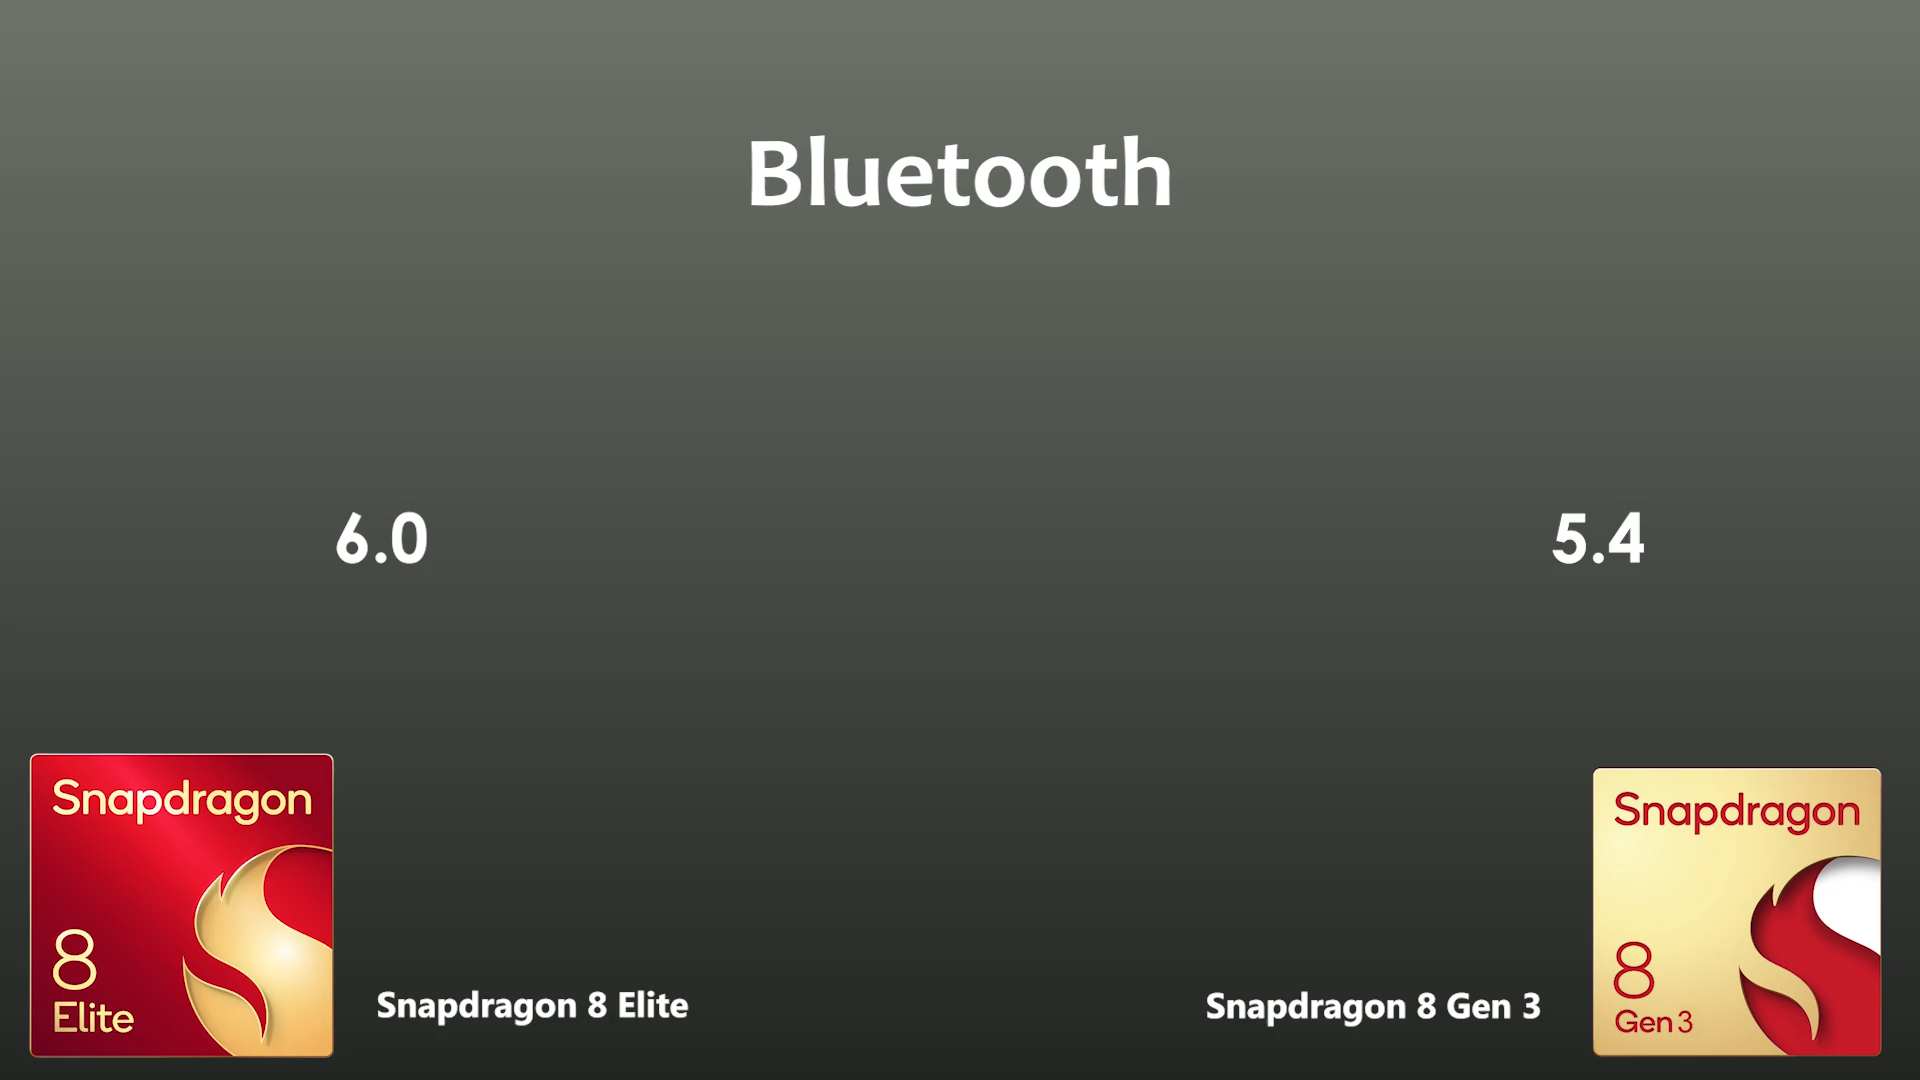 Bluetooth
6.0
5.4
Snapdragon
8
Elite
Snapdragon 8 Elite
Snapdragon 8 Gen 3
Snapdragon
8
Gen 3